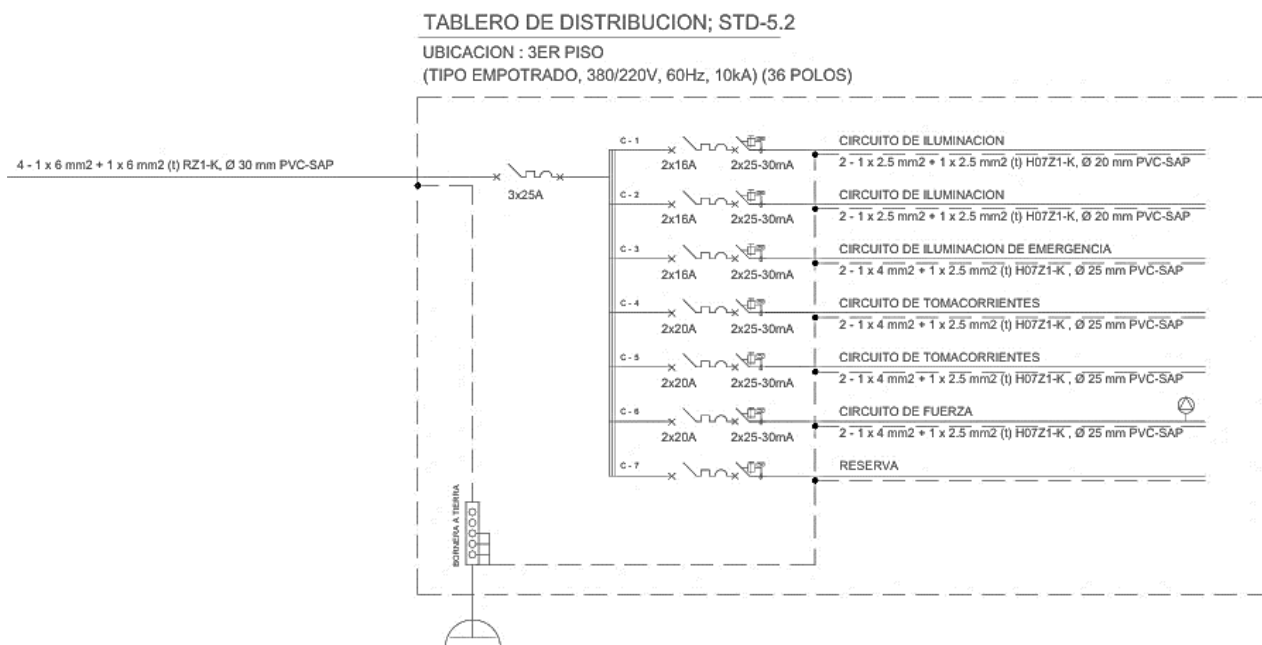 TABLERO DE DISTRIBUCION; STD-5.2
UBICACION : 3ER PISO
(TIPO EMPOTRADO, 380/220V, 60Hz, 10kA) (36 POLOS)
4 - 1 x 6 mm2 + 1 x 6 mm2 (t) RZ1-K, Ø 30 mm PVC-SAP
3x25A
C - 1
2x16A
2x25-30mA
CIRCUITO DE ILUMINACION
2 - 1 x 2.5 mm2 + 1 x 2.5 mm2 (t) H07Z1-K, Ø 20 mm PVC-SAP
C - 2
2x16A
2x25-30mA
CIRCUITO DE ILUMINACION
2 - 1 x 2.5 mm2 + 1 x 2.5 mm2 (t) H07Z1-K, Ø 20 mm PVC-SAP
C - 3
2x16A
2x25-30mA
CIRCUITO DE ILUMINACION DE EMERGENCIA
2 - 1 x 4 mm2 + 1 x 2.5 mm2 (t) H07Z1-K , Ø 25 mm PVC-SAP
C - 4
2x20A
2x25-30mA
CIRCUITO DE TOMACORRIENTES
2 - 1 x 4 mm2 + 1 x 2.5 mm2 (t) H07Z1-K , Ø 25 mm PVC-SAP
C - 5
2x20A
2x25-30mA
CIRCUITO DE TOMACORRIENTES
2 - 1 x 4 mm2 + 1 x 2.5 mm2 (t) H07Z1-K , Ø 25 mm PVC-SAP
C - 6
2x20A
2x25-30mA
CIRCUITO DE FUERZA
2 - 1 x 4 mm2 + 1 x 2.5 mm2 (t) H07Z1-K , Ø 25 mm PVC-SAP
C - 7
RESERVA
BORNERA A TIERRA